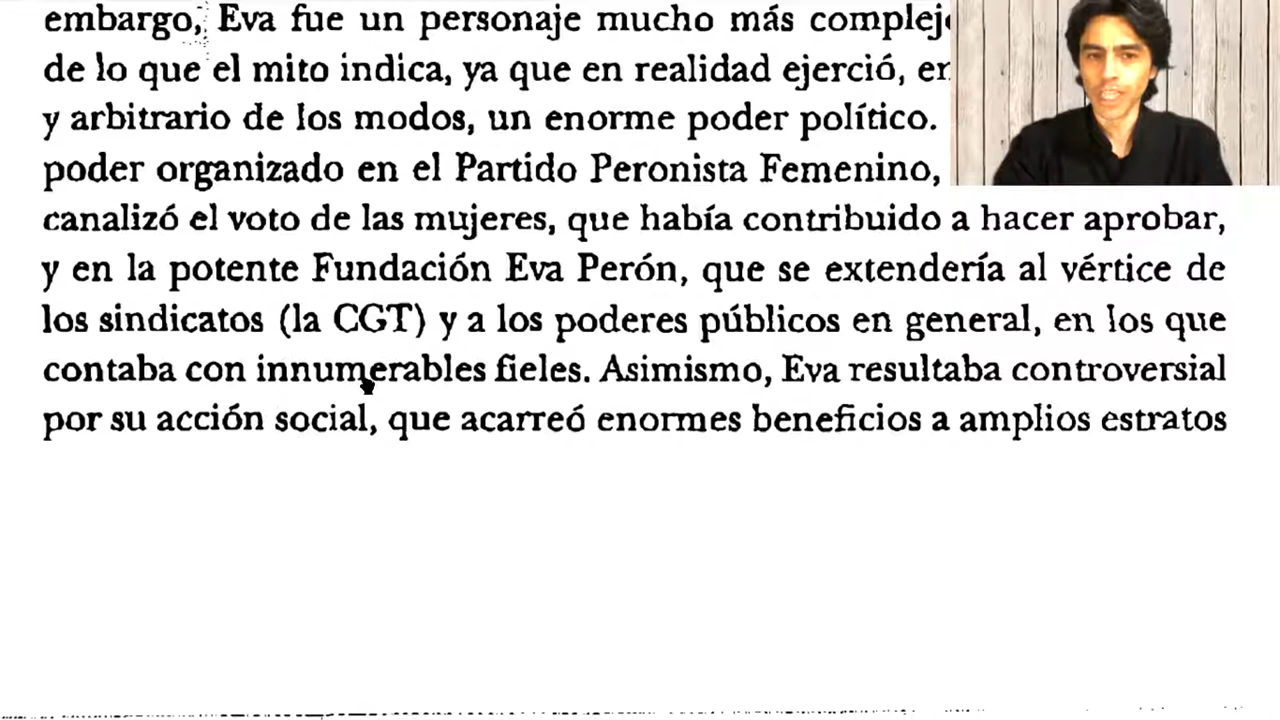 embargo, Eva fue un personaje mucho más
de lo que el mito indica, ya que en realidad ejerció,
y arbitrario de los modos, un enorme poder político.
poder organizado en el Partido Peronista Femenino,
canalizó el voto de las mujeres, que había contribuido a hacer aprobar,
y en la potente Fundación Eva Perón, que se extendería al vértice de
los sindicatos (la CGT) y a los poderes públicos en general, en los que
contaba con innumerables fieles. Asimismo, Eva resultaba controversial
por su acción social, que acarreó enormes beneficios a amplios estratos